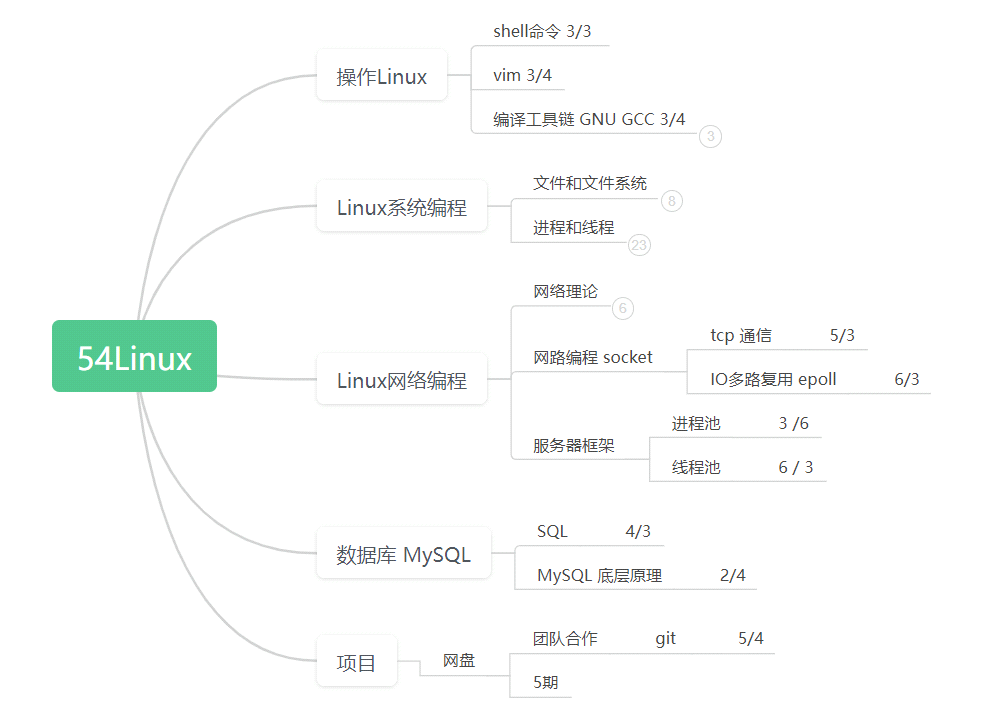 54Linux
操作Linux
shell命令 3/3
vim 3/4
编译工具链 GNU GCC 3/4
3
Linux系统编程
文件和文件系统
8
进程和线程
23
Linux网络编程
网络理论
6
网路编程 socket
tcp 通信 5/3
IO多路复用 epoll 6/3
服务器框架
进程池 3 /6
线程池 6 / 3
数据库 MySQL
SQL 4/3
MySQL 底层原理 2/4
项目
网盘
团队合作 git 5/4
5期